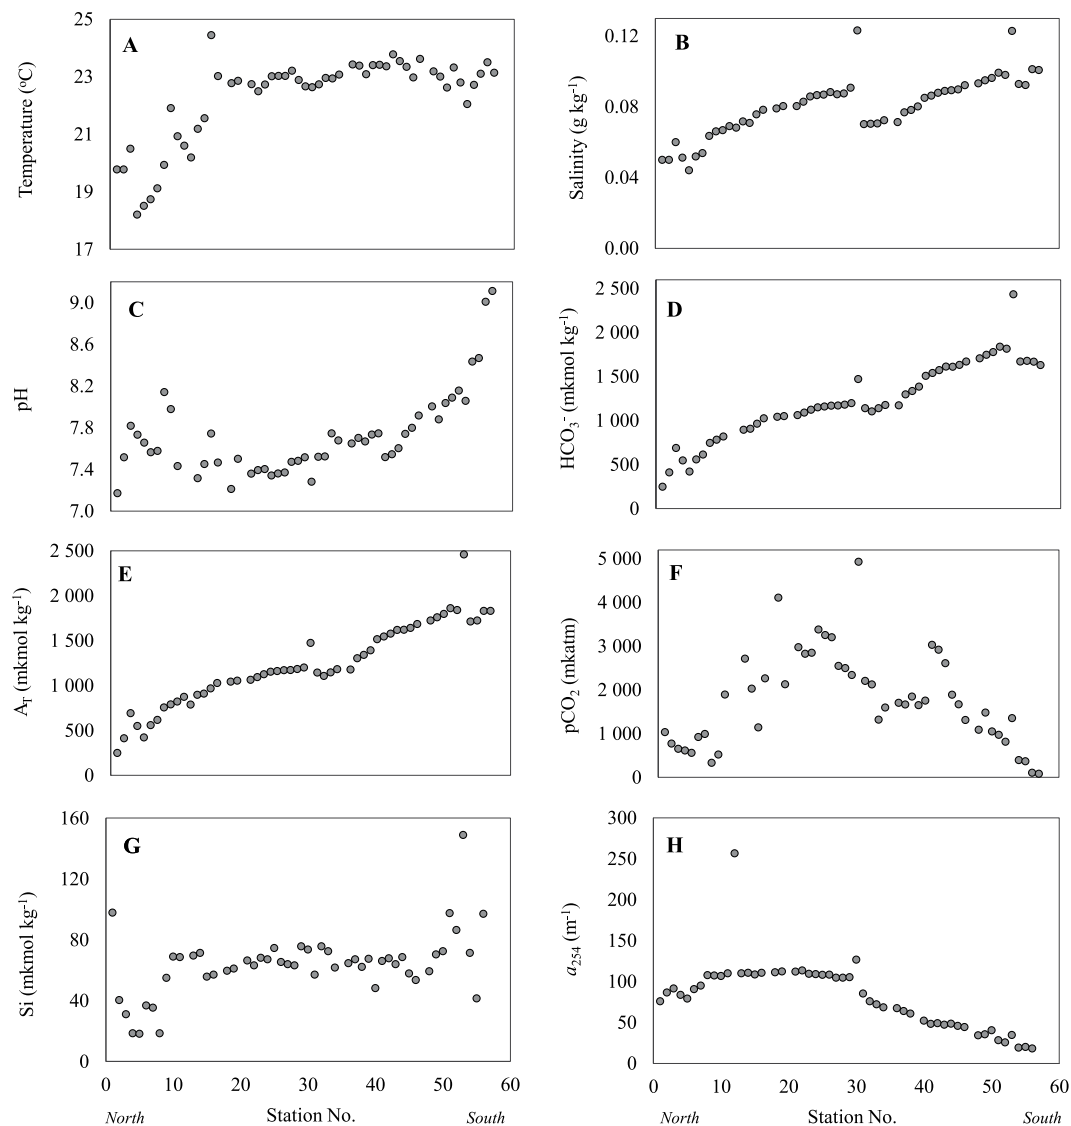 A
Temperature (°C)
25
23
21
19
17
B
Salinity (g kg⁻¹)
0.12
0.08
0.04
0.00
C
pH
9.0
8.6
8.2
7.8
7.4
7.0
D
HCO₃⁻ (mkmol kg⁻¹)
2 500
2 000
1 500
1 000
500
0
E
A_T (mkmol kg⁻¹)
2 500
2 000
1 500
1 000
500
0
F
pCO₂ (mkatm)
5 000
4 000
3 000
2 000
1 000
0
G
Si (mkmol kg⁻¹)
160
120
80
40
0
0 10 20 30 40 50 60
North Station No. South
H
a₂₅₄ (m⁻¹)
300
250
200
150
100
50
0
0 10 20 30 40 50 60
North Station No. South